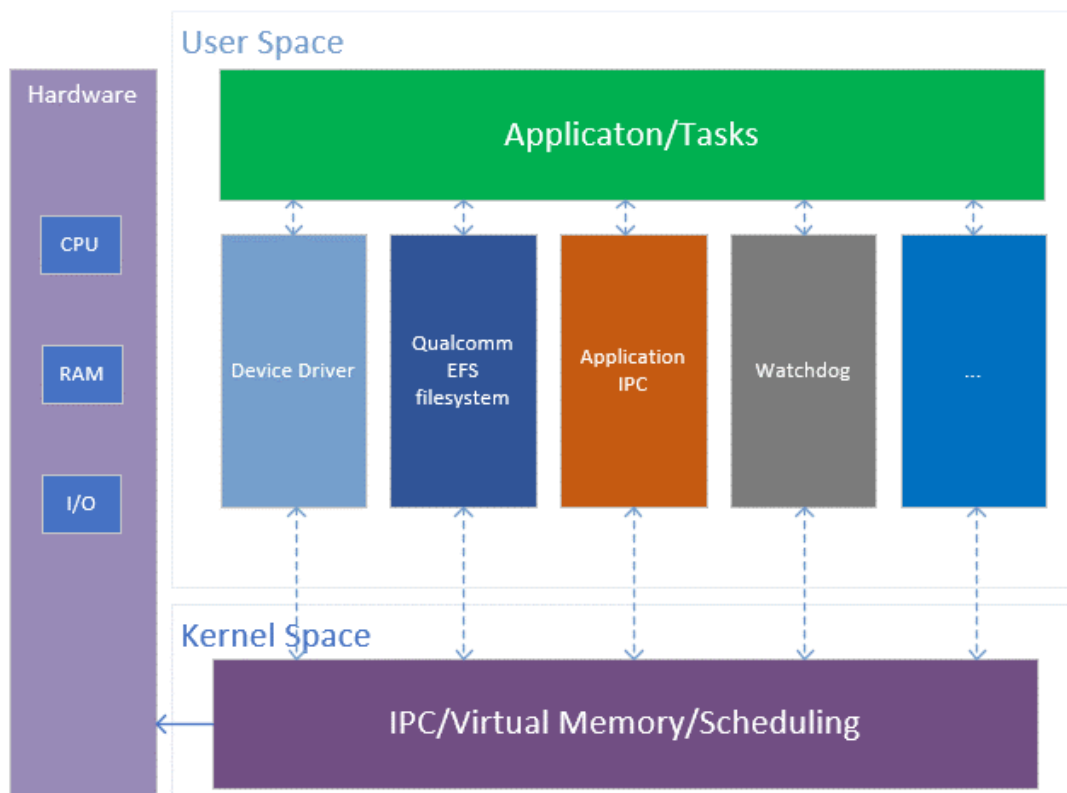 User Space
Hardware
Applicaton/Tasks
CPU
RAM
I/O
Device Driver
Qualcomm
EFS
filesystem
Application
IPC
Watchdog
...
Kernel Space
IPC/Virtual Memory/Scheduling